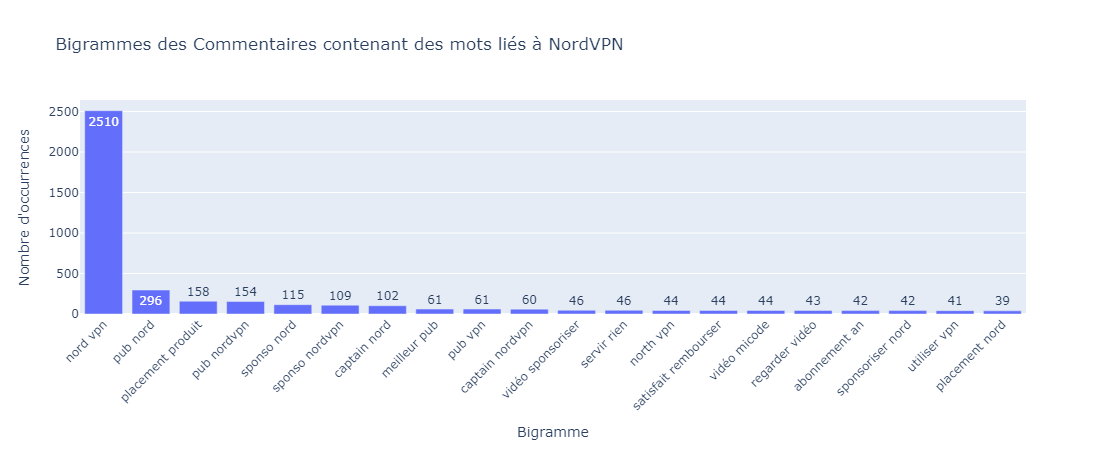 Bigrammes des Commentaires contenant des mots liés à NordVPN
Nombre d'occurrences
2500
2000
1500
1000
500
0
2510
296
158
154
115
109
102
61
61
60
46
46
44
44
44
43
42
42
41
39
nord vpn
pub nord
placement produit
pub nordvpn
sponso nord
sponso nordvpn
captain nord
meilleur pub
pub vpn
captain nordvpn
vidéo sponsoriser
servir rien
north vpn
satisfait rembourser
vidéo micode
regarder vidéo
abonnement an
sponsoriser nord
utiliser vpn
placement nord
Bigramme